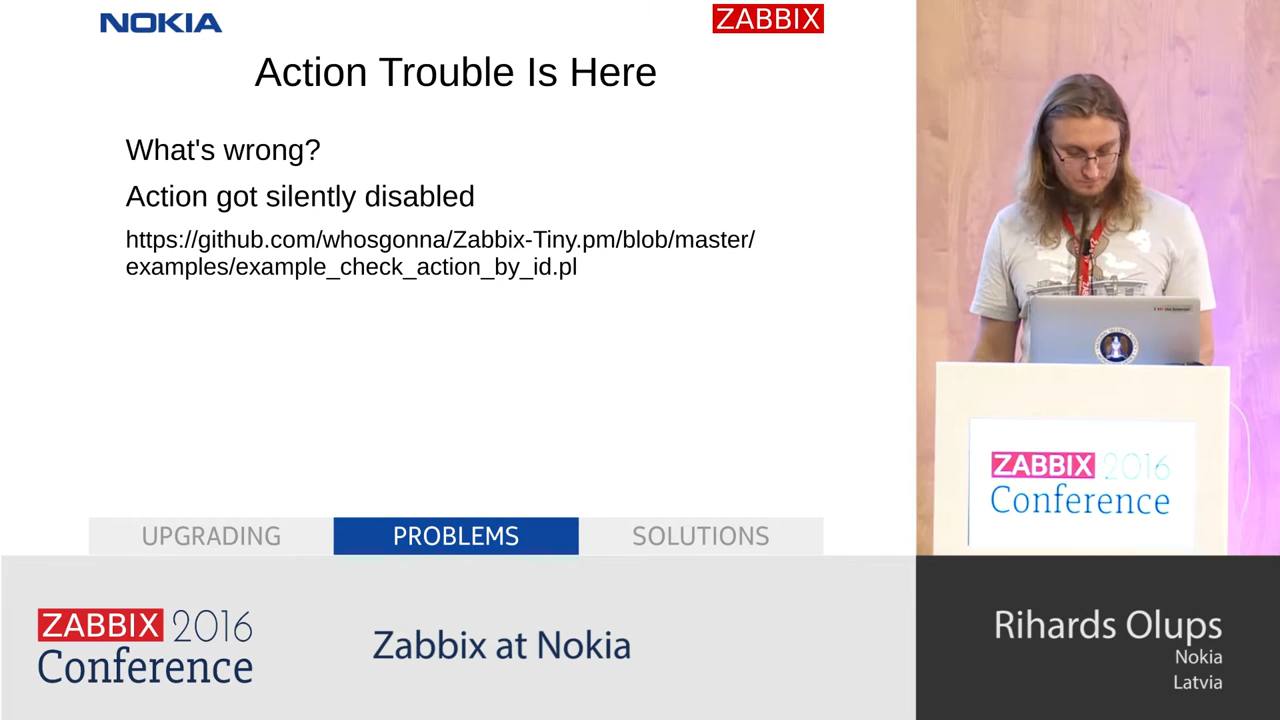 NOKIA
ZABBIX
Action Trouble Is Here
What's wrong?
Action got silently disabled
https://github.com/whosgonna/Zabbix-Tiny.pm/blob/master/
examples/example_check_action_by_id.pl
UPGRADING
PROBLEMS
SOLUTIONS
ZABBIX 2016
Conference
ZABBIX 2016
Conference
Zabbix at Nokia
Rihards Olups
Nokia
Latvia